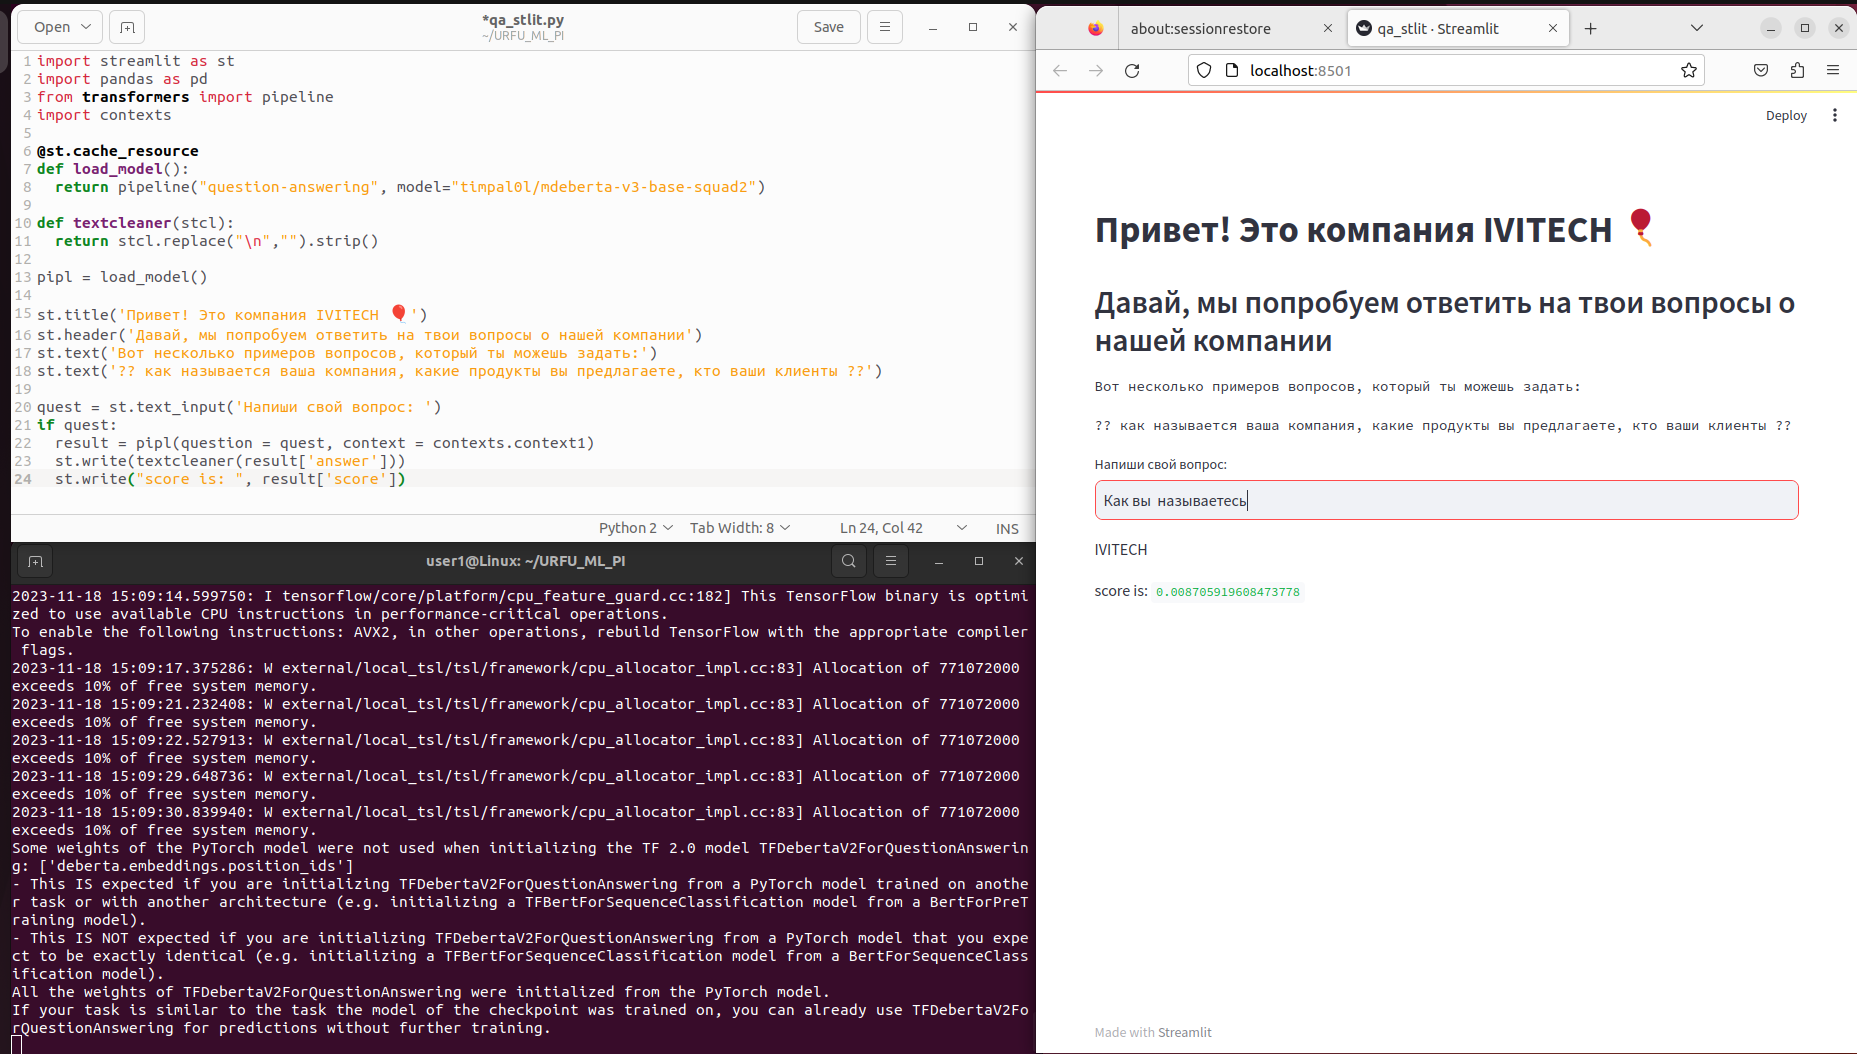 Open
*qa_stlit.py
~/URFU_ML_PI
Save
1 import streamlit as st
2 import pandas as pd
3 from transformers import pipeline
4 import contexts
5
6 @st.cache_resource
7 def load_model():
8   return pipeline("question-answering", model="timpal0l/mdeberta-v3-base-squad2")
9
10 def textcleaner(stcl):
11   return stcl.replace("\n","").strip()
12
13 pipl = load_model()
14
15 st.title('Привет! Это компания IVITECH 🎈')
16 st.header('Давай, мы попробуем ответить на твои вопросы о нашей компании')
17 st.text('Вот несколько примеров вопросов, который ты можешь задать:')
18 st.text('?? как называется ваша компания, какие продукты вы предлагаете, кто ваши клиенты ??')
19
20 quest = st.text_input('Напиши свой вопрос: ')
21 if quest:
22   result = pipl(question = quest, context = contexts.context1)
23   st.write(textcleaner(result['answer']))
24   st.write("score is: ", result['score'])
Python 2
Tab Width: 8
Ln 24, Col 42
INS
user1@Linux: ~/URFU_ML_PI
2023-11-18 15:09:14.599750: I tensorflow/core/platform/cpu_feature_guard.cc:182] This TensorFlow binary is optimi
zed to use available CPU instructions in performance-critical operations.
To enable the following instructions: AVX2, in other operations, rebuild TensorFlow with the appropriate compiler
 flags.
2023-11-18 15:09:17.375286: W external/local_tsl/tsl/framework/cpu_allocator_impl.cc:83] Allocation of 771072000
exceeds 10% of free system memory.
2023-11-18 15:09:21.232408: W external/local_tsl/tsl/framework/cpu_allocator_impl.cc:83] Allocation of 771072000
exceeds 10% of free system memory.
2023-11-18 15:09:22.527913: W external/local_tsl/tsl/framework/cpu_allocator_impl.cc:83] Allocation of 771072000
exceeds 10% of free system memory.
2023-11-18 15:09:29.648736: W external/local_tsl/tsl/framework/cpu_allocator_impl.cc:83] Allocation of 771072000
exceeds 10% of free system memory.
2023-11-18 15:09:30.839940: W external/local_tsl/tsl/framework/cpu_allocator_impl.cc:83] Allocation of 771072000
exceeds 10% of free system memory.
Some weights of the PyTorch model were not used when initializing the TF 2.0 model TFDebertaV2ForQuestionAnswerin
g: ['deberta.embeddings.position_ids']
- This IS expected if you are initializing TFDebertaV2ForQuestionAnswering from a PyTorch model trained on anothe
r task or with another architecture (e.g. initializing a TFBertForSequenceClassification model from a BertForPreT
raining model).
- This IS NOT expected if you are initializing TFDebertaV2ForQuestionAnswering from a PyTorch model that you expe
ct to be exactly identical (e.g. initializing a TFBertForSequenceClassification model from a BertForSequenceClass
ification model).
All the weights of TFDebertaV2ForQuestionAnswering were initialized from the PyTorch model.
If your task is similar to the task the model of the checkpoint was trained on, you can already use TFDebertaV2Fo
rQuestionAnswering for predictions without further training.
about:sessionrestore
qa_stlit · Streamlit
localhost:8501
Deploy
Привет! Это компания IVITECH 🎈
Давай, мы попробуем ответить на твои вопросы о
нашей компании
Вот несколько примеров вопросов, который ты можешь задать:
?? как называется ваша компания, какие продукты вы предлагаете, кто ваши клиенты ??
Напиши свой вопрос:
Как вы  называетесь
IVITECH
score is: 0.008705919608473778
Made with Streamlit